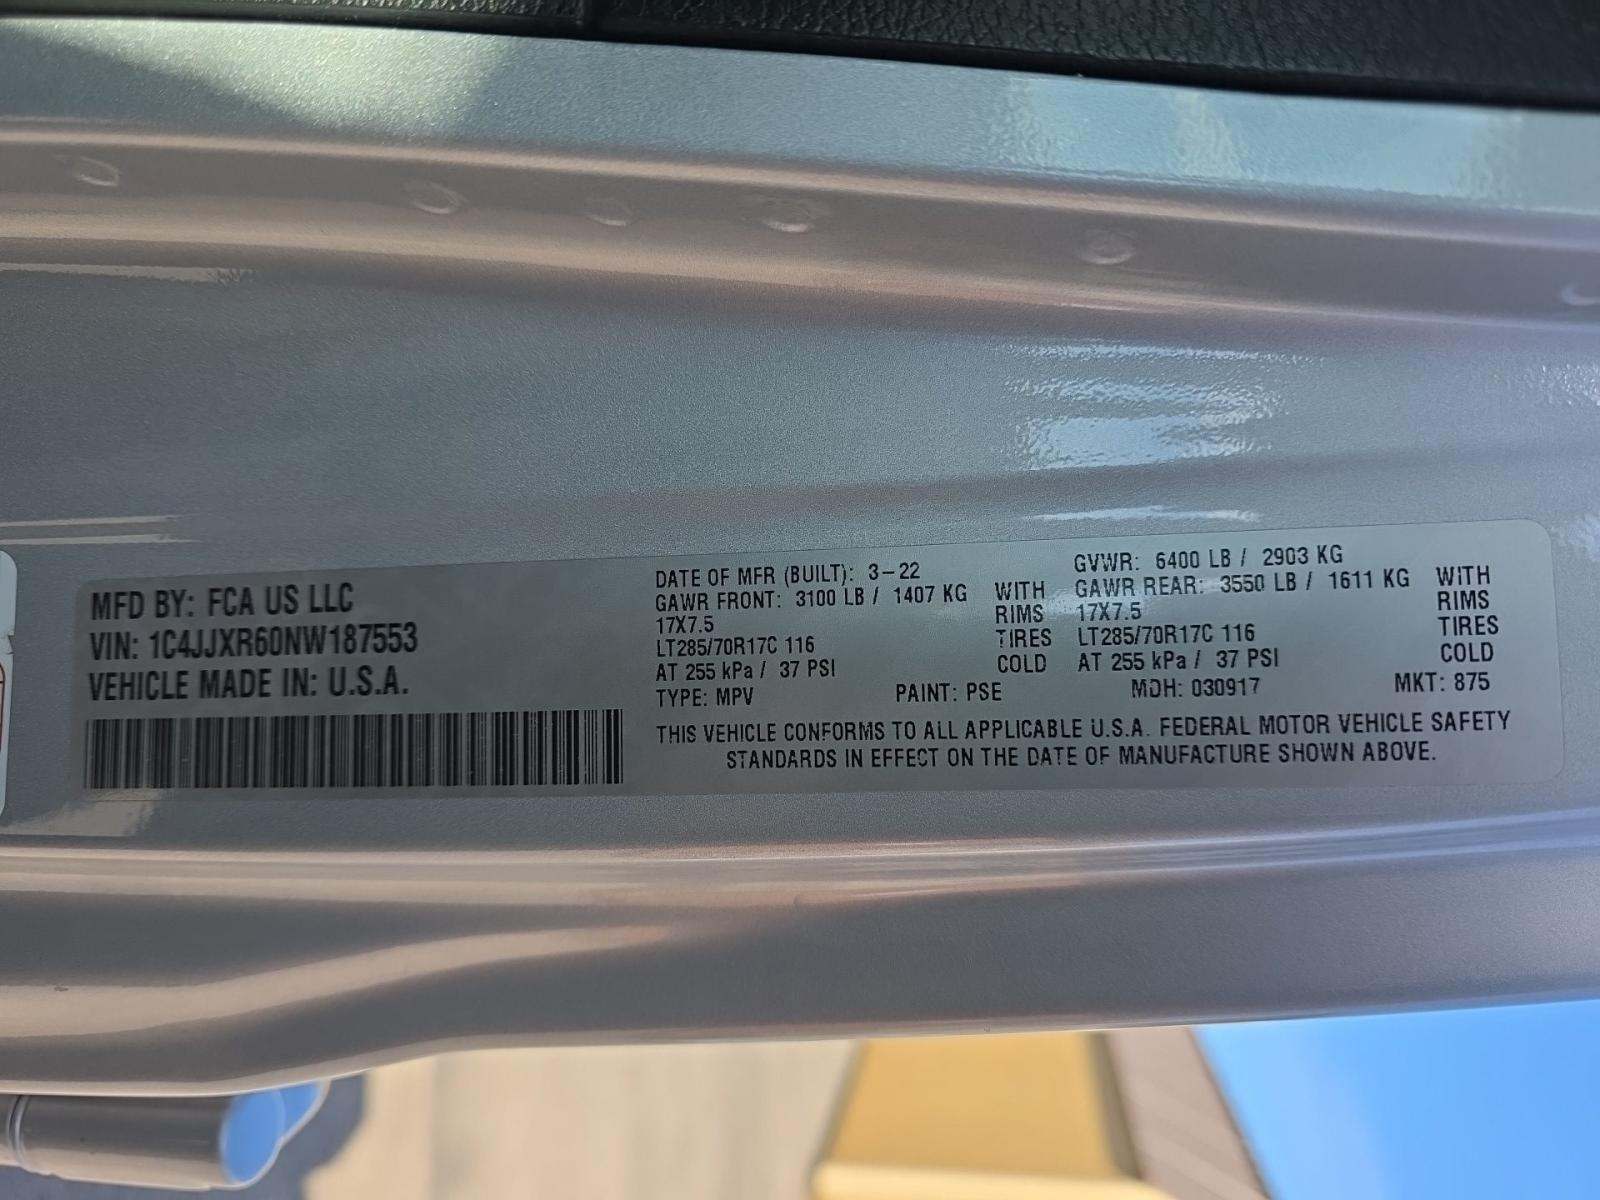 MFD BY: FCA US LLC
VIN: 1C4JJXR60NW187553
VEHICLE MADE IN: U.S.A.
DATE OF MFR (BUILT): 3-22 GVWR: 6400 LB / 2903 KG
GAWR FRONT: 3100 LB / 1407 KG WITH GAWR REAR: 3550 LB / 1611 KG WITH
17X7.5 RIMS 17X7.5 RIMS
LT285/70R17C 116 TIRES LT285/70R17C 116 TIRES
AT 255 kPa / 37 PSI COLD AT 255 kPa / 37 PSI COLD
TYPE: MPV PAINT: PSE MDH: 030917 MKT: 875
THIS VEHICLE CONFORMS TO ALL APPLICABLE U.S.A. FEDERAL MOTOR VEHICLE SAFETY
STANDARDS IN EFFECT ON THE DATE OF MANUFACTURE SHOWN ABOVE.